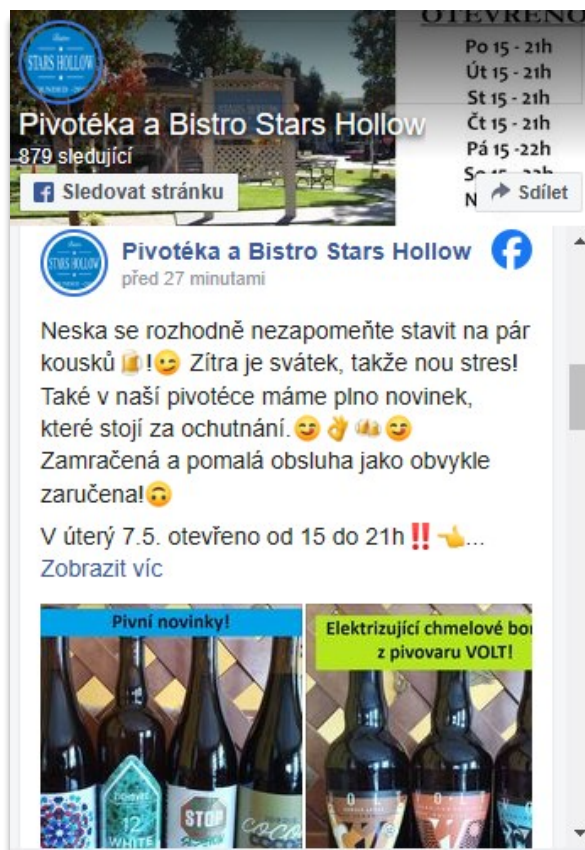 OTEVŘENO
Po 15 - 21h
Út 15 - 21h
St 15 - 21h
Čt 15 - 21h
Pá 15 -22h
STARS HOLLOW
Pivotéka a Bistro Stars Hollow
879 sledující
Sledovat stránku
Sdílet
STARS HOLLOW
Pivotéka a Bistro Stars Hollow
před 27 minutami
Neska se rozhodně nezapomeňte stavit na pár
kousků🍺!😉 Zítra je svátek, takže nou stres!
Také v naší pivotéce máme plno novinek,
které stojí za ochutnání.😋👌🍻😋
Zamračená a pomalá obsluha jako obvykle
zaručena!🙃
V úterý 7.5. otevřeno od 15 do 21h‼️👈...
Zobrazit víc
Pivní novinky!
Elektrizující chmelové
z pivovaru VOLT!
12
WHITE
STOP